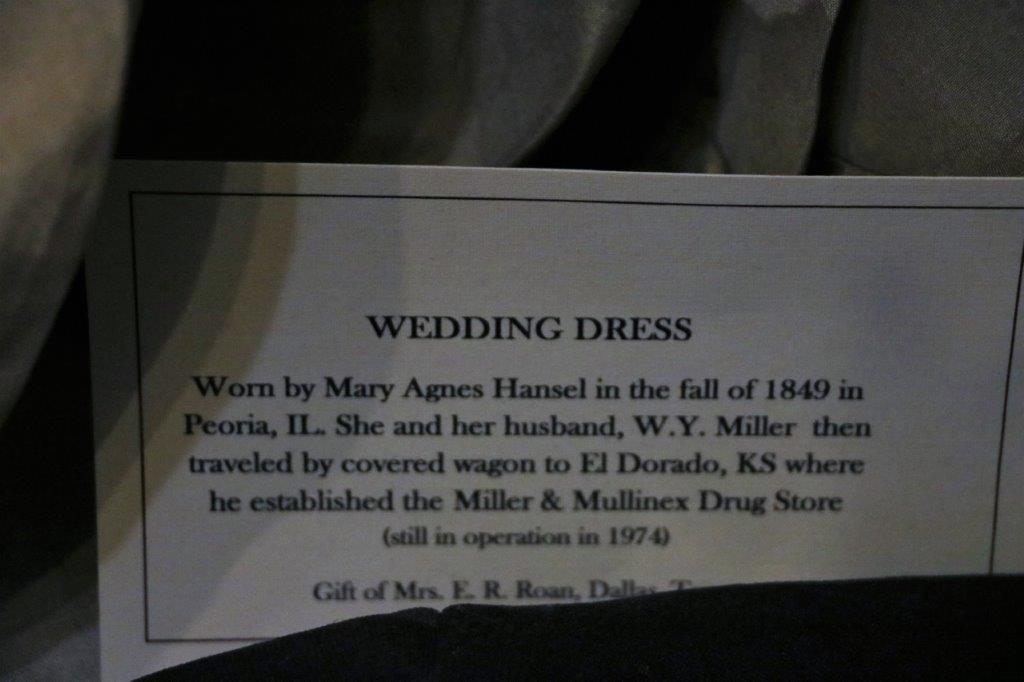 WEDDING DRESS
Worn by Mary Agnes Hansel in the fall of 1849 in
Peoria, IL. She and her husband, W.Y. Miller then
traveled by covered wagon to El Dorado, KS where
he established the Miller & Mullinex Drug Store
(still in operation in 1974)
Gift of Mrs. E. R. Roan, Dallas,